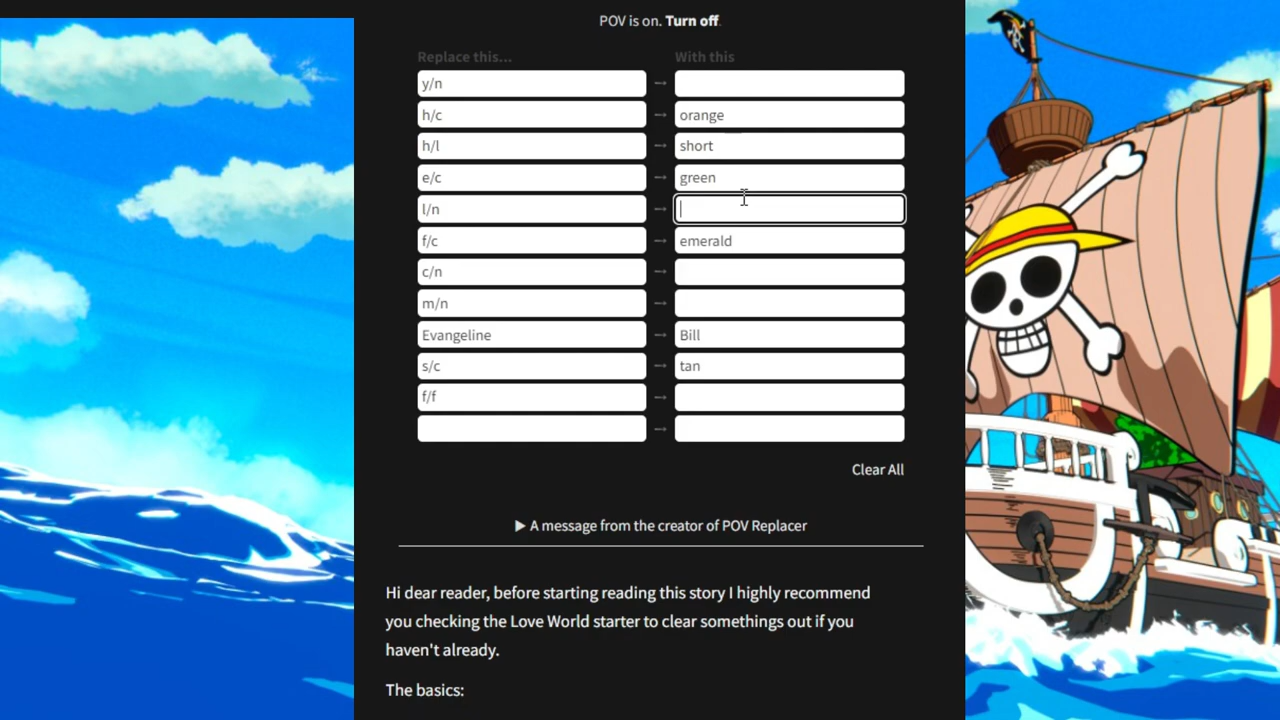 POV is on. Turn off.
Replace this... With this
y/n →
h/c → orange
h/l → short
e/c → green
l/n →
f/c → emerald
c/n →
m/n →
Evangeline → Bill
s/c → tan
f/f →
→
Clear All
▶ A message from the creator of POV Replacer
Hi dear reader, before starting reading this story I highly recommend
you checking the Love World starter to clear somethings out if you
haven't already.
The basics: